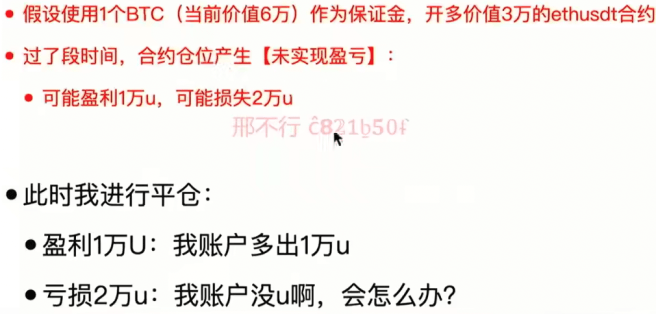 • 假设使用1个BTC（当前价值6万）作为保证金，开多价值3万的ethusdt合约
• 过了段时间，合约仓位产生【未实现盈亏】：
• 可能盈利1万u，可能损失2万u
邢不行
• 此时我进行平仓：
• 盈利1万U：我账户多出1万u
• 亏损2万u：我账户没u啊，会怎么办？